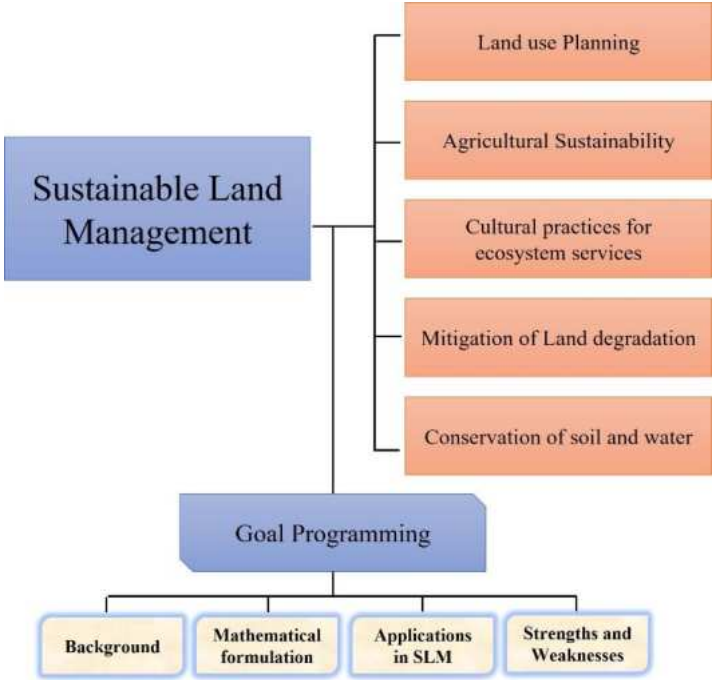 Land use Planning
Agricultural Sustainability
Sustainable Land
Management
Cultural practices for
ecosystem services
Mitigation of Land degradation
Conservation of soil and water
Goal Programming
Background
Mathematical
formulation
Applications
in SLM
Strengths and
Weaknesses